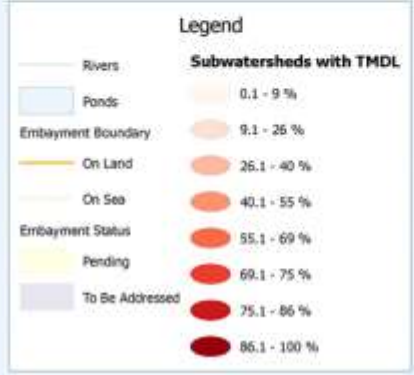 Legend
Rivers
Ponds
Embayment Boundary
On Land
On Sea
Embayment Status
Pending
To Be Addressed
Subwatersheds with TMDL
0.1 - 9 %
9.1 - 26 %
26.1 - 40 %
40.1 - 55 %
55.1 - 69 %
69.1 - 75 %
75.1 - 86 %
86.1 - 100 %